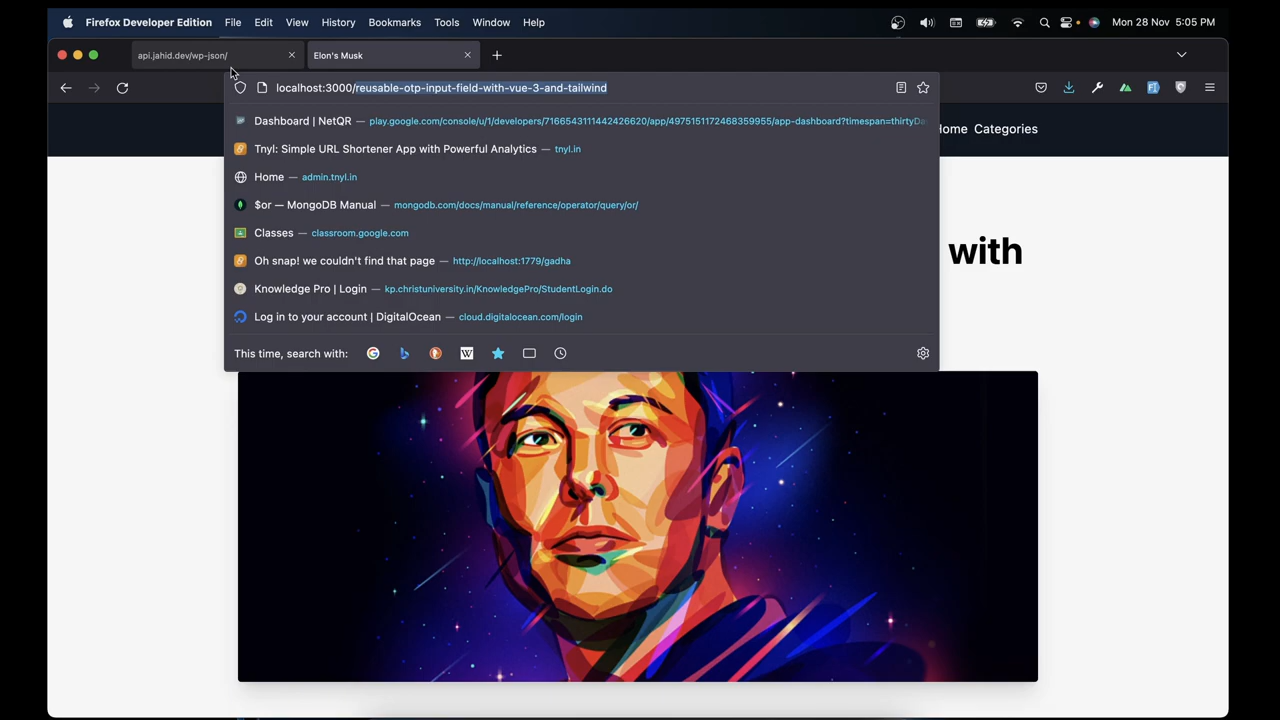 Firefox Developer Edition File Edit View History Bookmarks Tools Window Help Mon 28 Nov 5:05 PM
api.jahid.dev/wp-json/ Elon's Musk
localhost:3000/reusable-otp-input-field-with-vue-3-and-tailwind
Dashboard | NetQR — play.google.com/console/u/1/developers/7166543111442426620/app/4975151172468359955/app-dashboard?timespan=thirtyDa
Home Categories
Tnyl: Simple URL Shortener App with Powerful Analytics — tnyl.in
Home — admin.tnyl.in
$or — MongoDB Manual — mongodb.com/docs/manual/reference/operator/query/or/
Classes — classroom.google.com
with
Oh snap! we couldn't find that page — http://localhost:1779/gadha
Knowledge Pro | Login — kp.christuniversity.in/KnowledgePro/StudentLogin.do
Log in to your account | DigitalOcean — cloud.digitalocean.com/login
This time, search with: